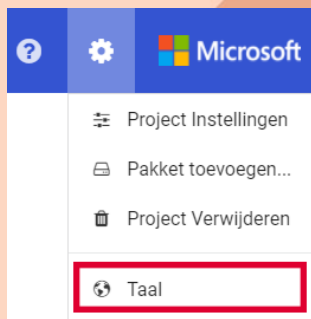 Microsoft
Project Instellingen
Pakket toevoegen...
Project Verwijderen
Taal